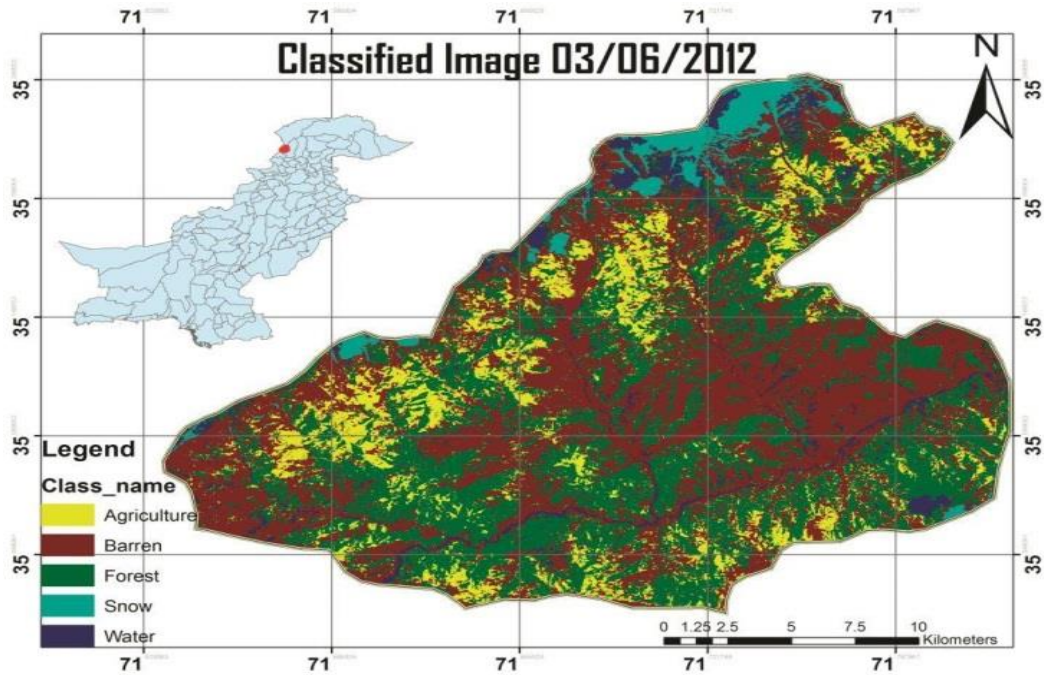 71 71 71 71 71
Classified Image 03/06/2012
N
35 35
35 35
35 35
35 35
35 35
Legend
Class_name
Agriculture
Barren
Forest
Snow
Water
0 1.25 2.5 5 7.5 10
Kilometers
71 71 71 71 71